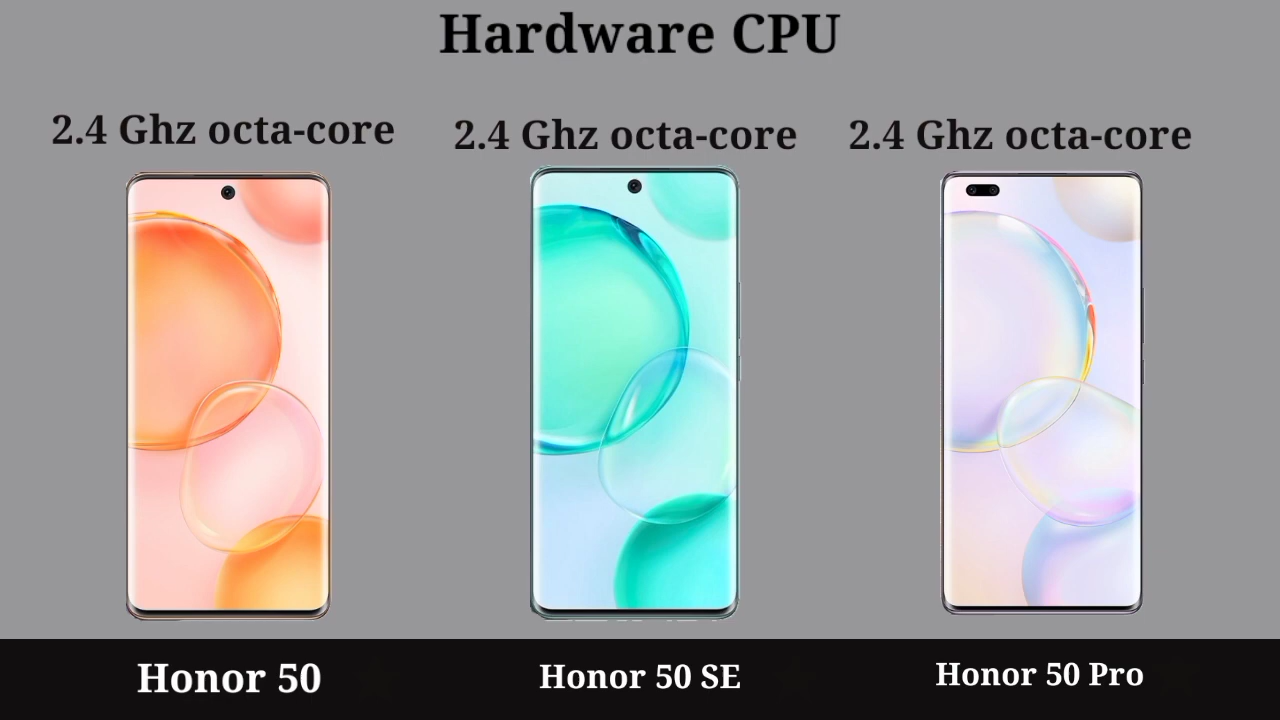 Hardware CPU
2.4 Ghz octa-core
2.4 Ghz octa-core
2.4 Ghz octa-core
Honor 50
Honor 50 SE
Honor 50 Pro